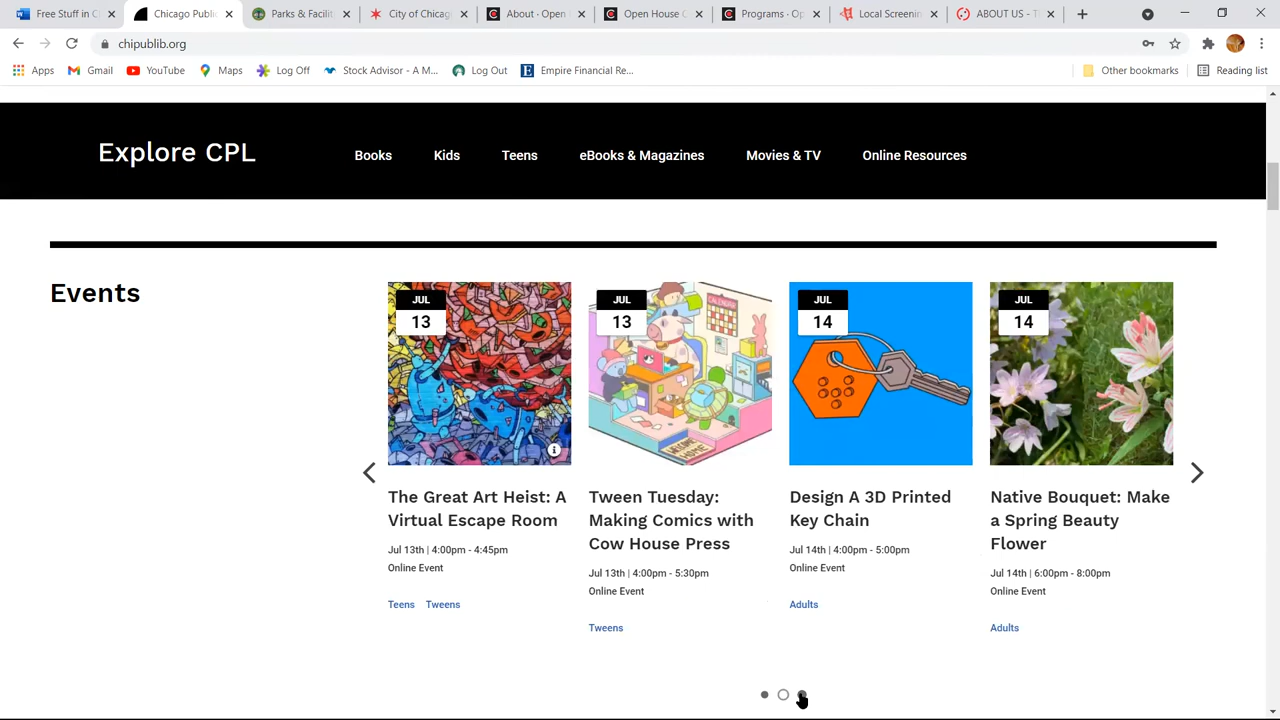 Free Stuff in C
Chicago Publi
Parks & Facilit
City of Chicag
About - Open
Open House C
Programs - Op
Local Screenin
ABOUT US - T
chipublib.org
Apps
Gmail
YouTube
Maps
Log Off
Stock Advisor - A M...
Log Out
Empire Financial Re...
Other bookmarks
Reading list
Explore CPL
Books
Kids
Teens
eBooks & Magazines
Movies & TV
Online Resources
Events
JUL
13
The Great Art Heist: A
Virtual Escape Room
Jul 13th | 4:00pm - 4:45pm
Online Event
Teens Tweens
JUL
13
CALENDAR
WELCOME
HOME
Tween Tuesday:
Making Comics with
Cow House Press
Jul 13th | 4:00pm - 5:30pm
Online Event
Tweens
JUL
14
Design A 3D Printed
Key Chain
Jul 14th | 4:00pm - 5:00pm
Online Event
Adults
JUL
14
Native Bouquet: Make
a Spring Beauty
Flower
Jul 14th | 6:00pm - 8:00pm
Online Event
Adults